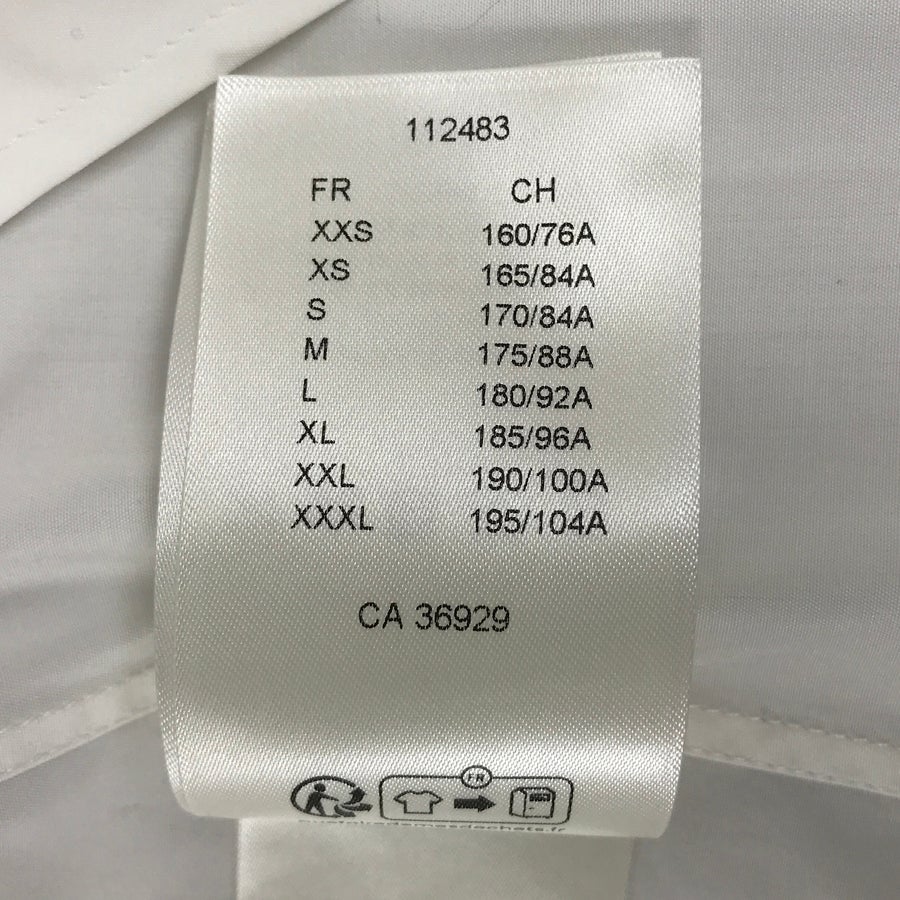 112483
FR CH
XXS 160/76A
XS 165/84A
S 170/84A
M 175/88A
L 180/92A
XL 185/96A
XXL 190/100A
XXXL 195/104A
CA 36929
FR